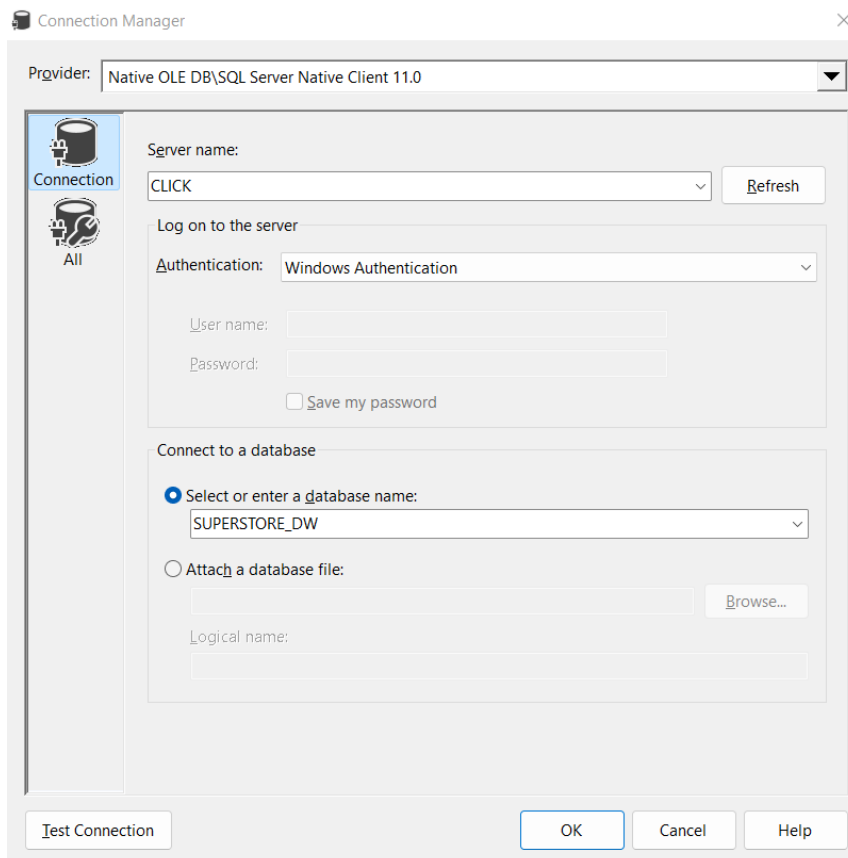 Connection Manager
Provider: Native OLE DB\SQL Server Native Client 11.0
Connection
All
Server name:
CLICK
Refresh
Log on to the server
Authentication: Windows Authentication
User name:
Password:
Save my password
Connect to a database
Select or enter a database name:
SUPERSTORE_DW
Attach a database file:
Browse...
Logical name:
Test Connection OK Cancel Help